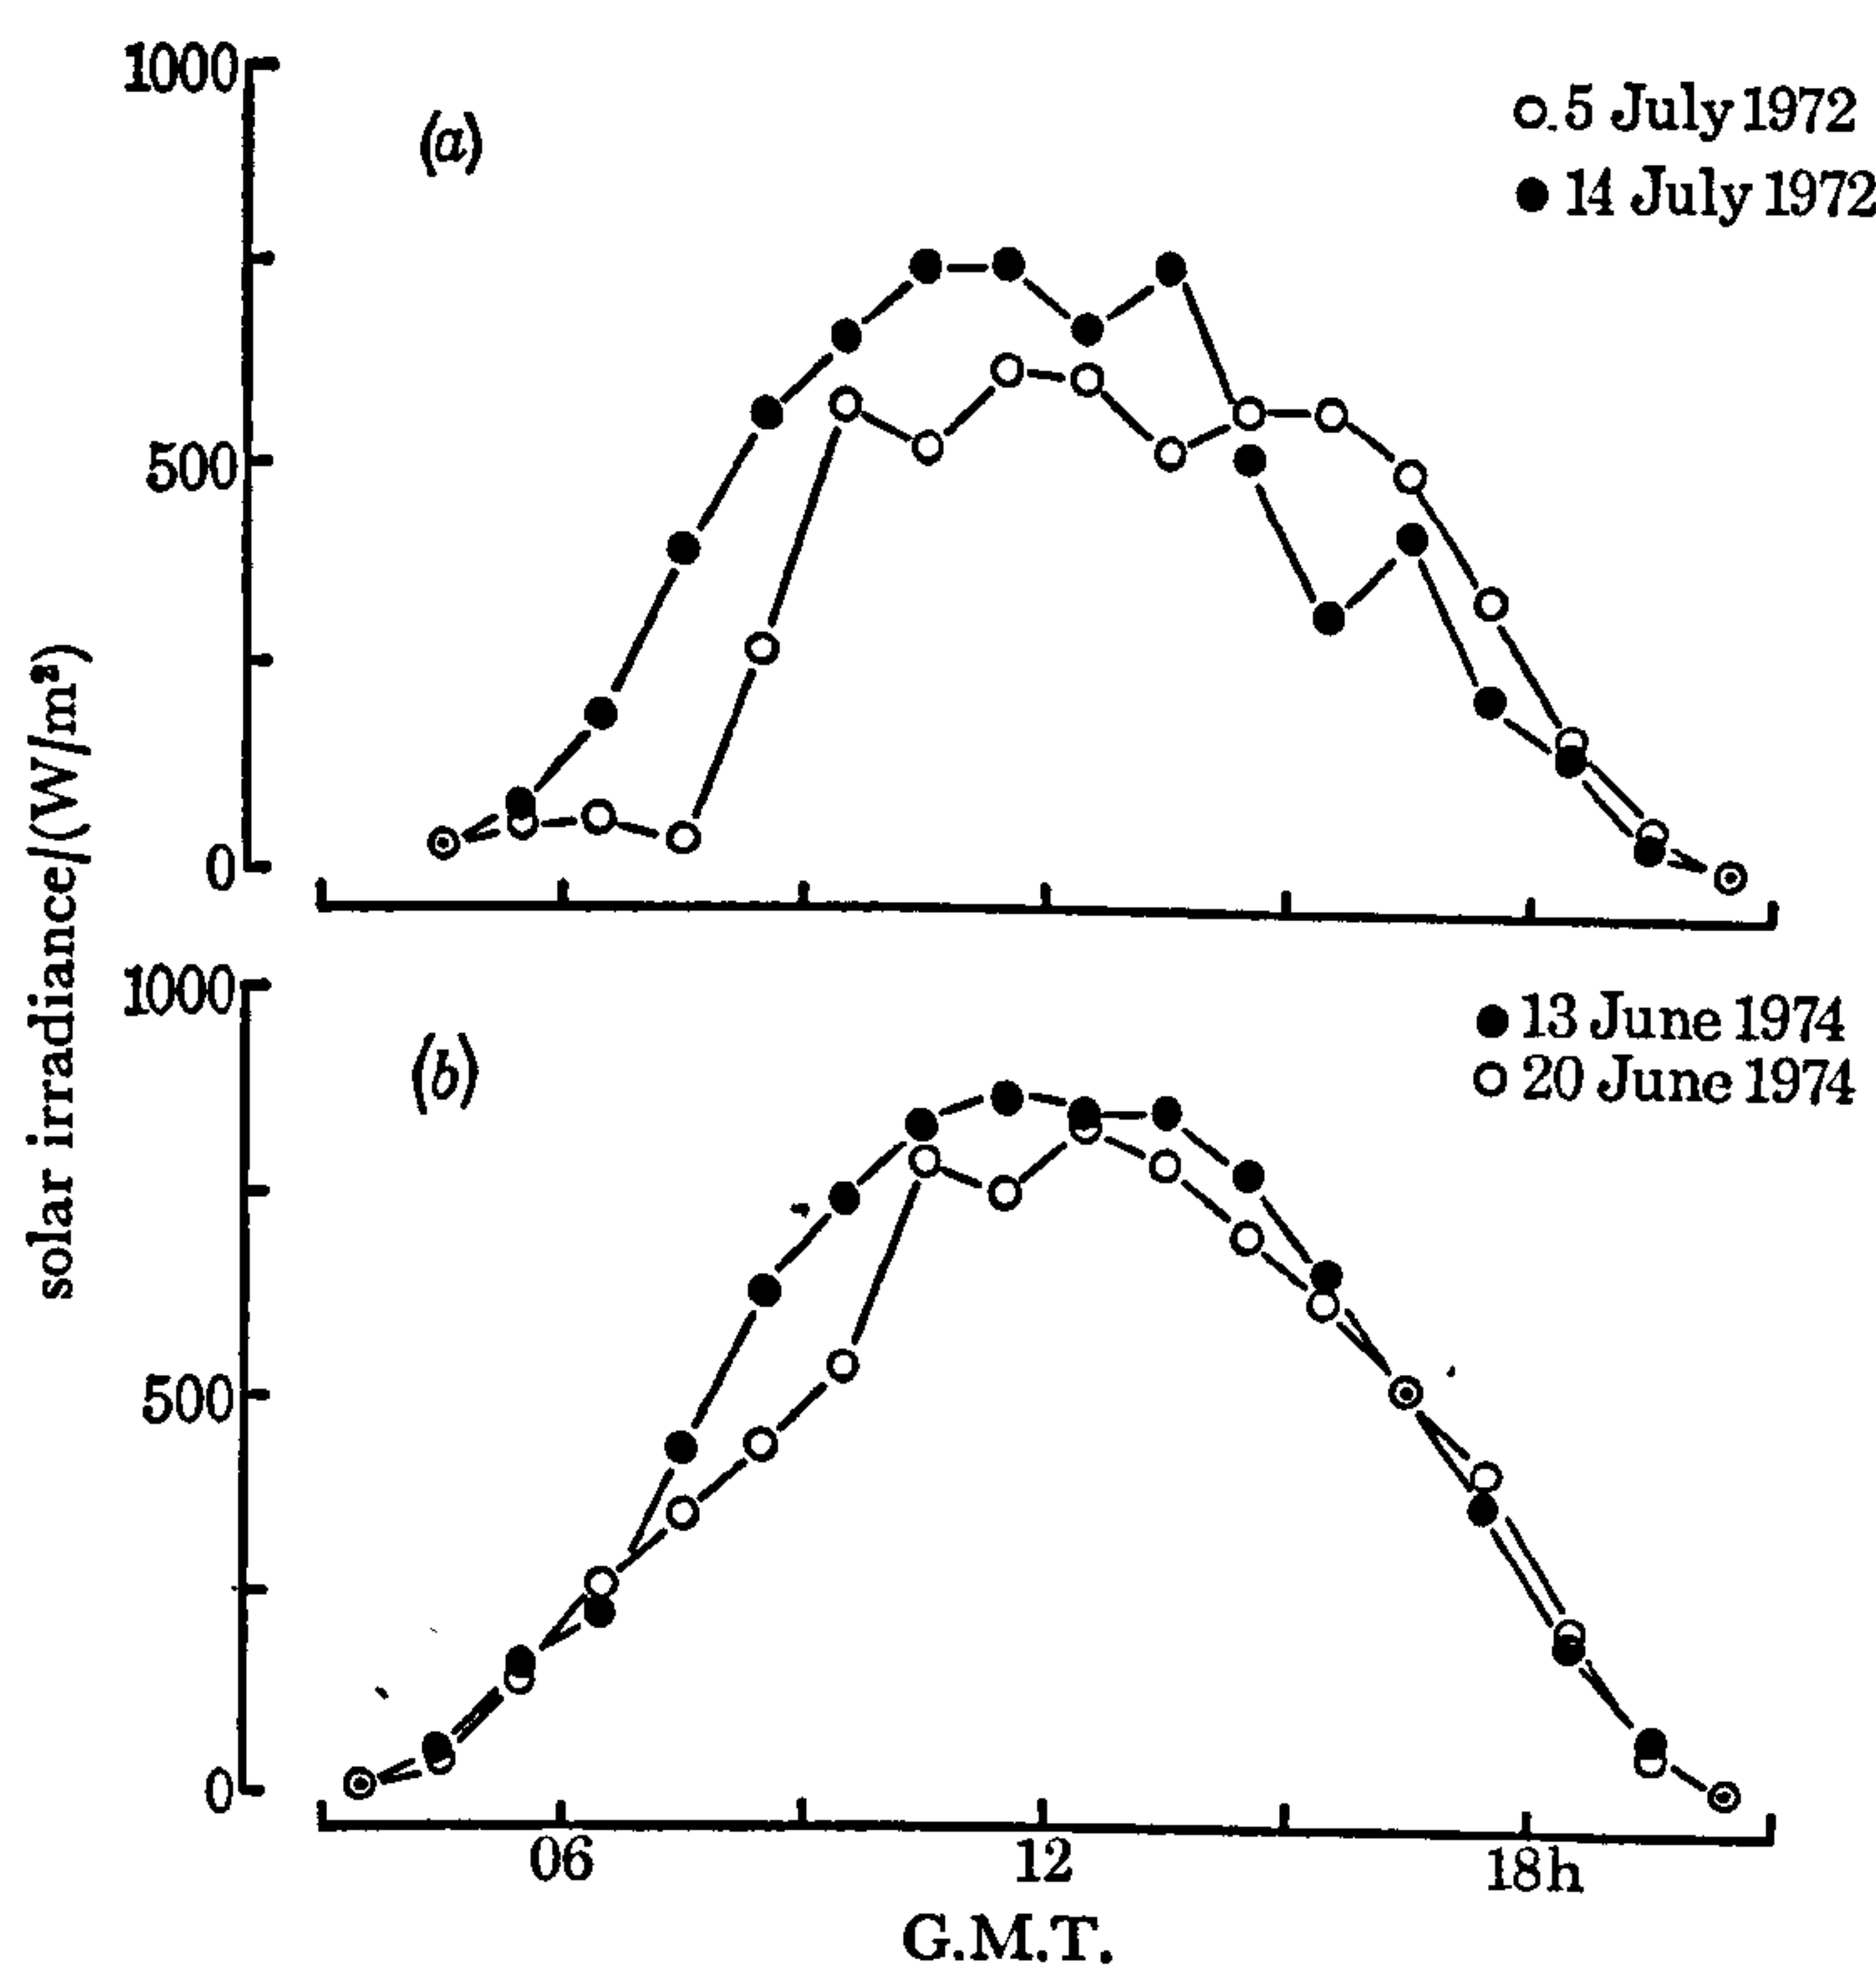 1000
(a)
○ 5 July 1972
● 14 July 1972
500
0
solar irradiance/(W/m²)
1000
(b)
● 13 June 1974
○ 20 June 1974
500
0
06 12 18h
G.M.T.